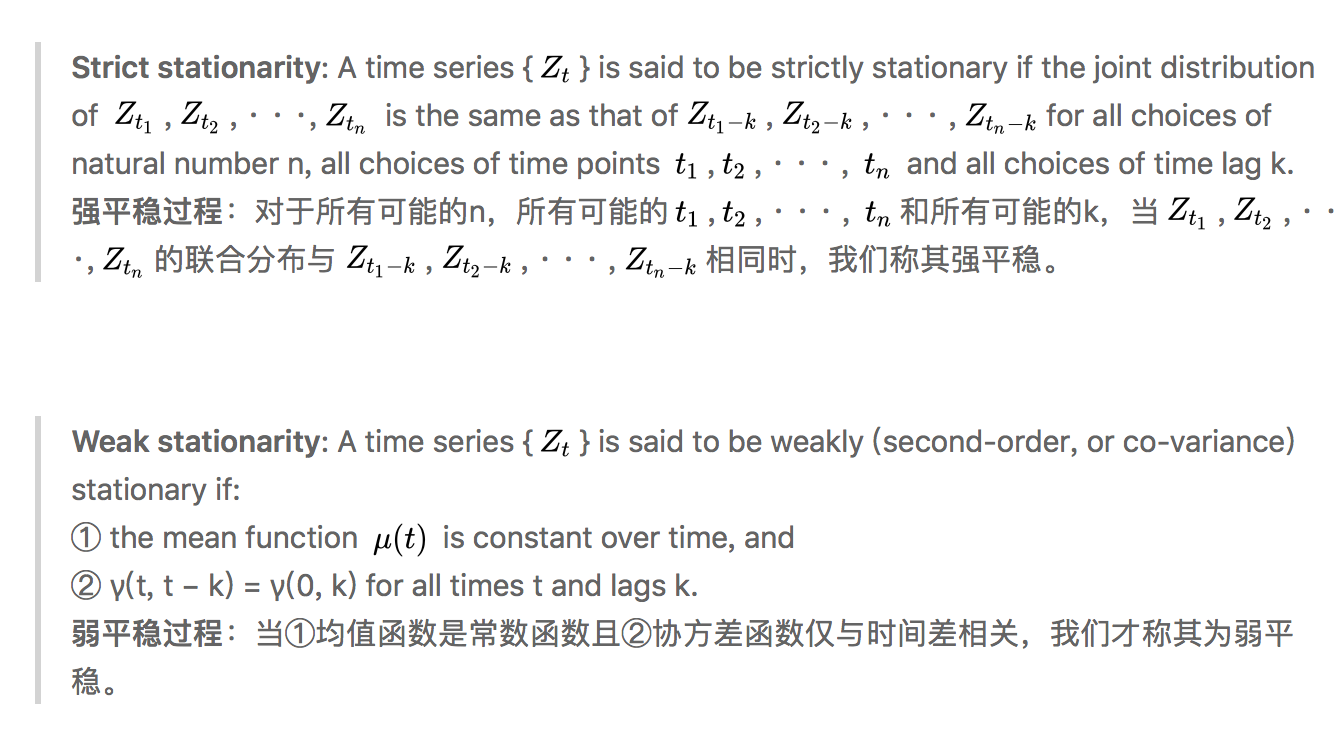 Strict stationarity: A time series { Z_t } is said to be strictly stationary if the joint distribution
of Z_{t_1} , Z_{t_2} , · · ·, Z_{t_n} is the same as that of Z_{t_1−k} , Z_{t_2−k} , · · · , Z_{t_n−k} for all choices of
natural number n, all choices of time points t_1 , t_2 , · · · , t_n and all choices of time lag k.
强平稳过程：对于所有可能的n，所有可能的 t_1 , t_2 , · · · , t_n 和所有可能的k，当 Z_{t_1} , Z_{t_2} , · ·
·, Z_{t_n} 的联合分布与 Z_{t_1−k} , Z_{t_2−k} , · · · , Z_{t_n−k} 相同时，我们称其强平稳。
Weak stationarity: A time series { Z_t } is said to be weakly (second-order, or co-variance)
stationary if:
① the mean function μ(t) is constant over time, and
② γ(t, t − k) = γ(0, k) for all times t and lags k.
弱平稳过程：当①均值函数是常数函数且②协方差函数仅与时间差相关，我们才称其为弱平
稳。